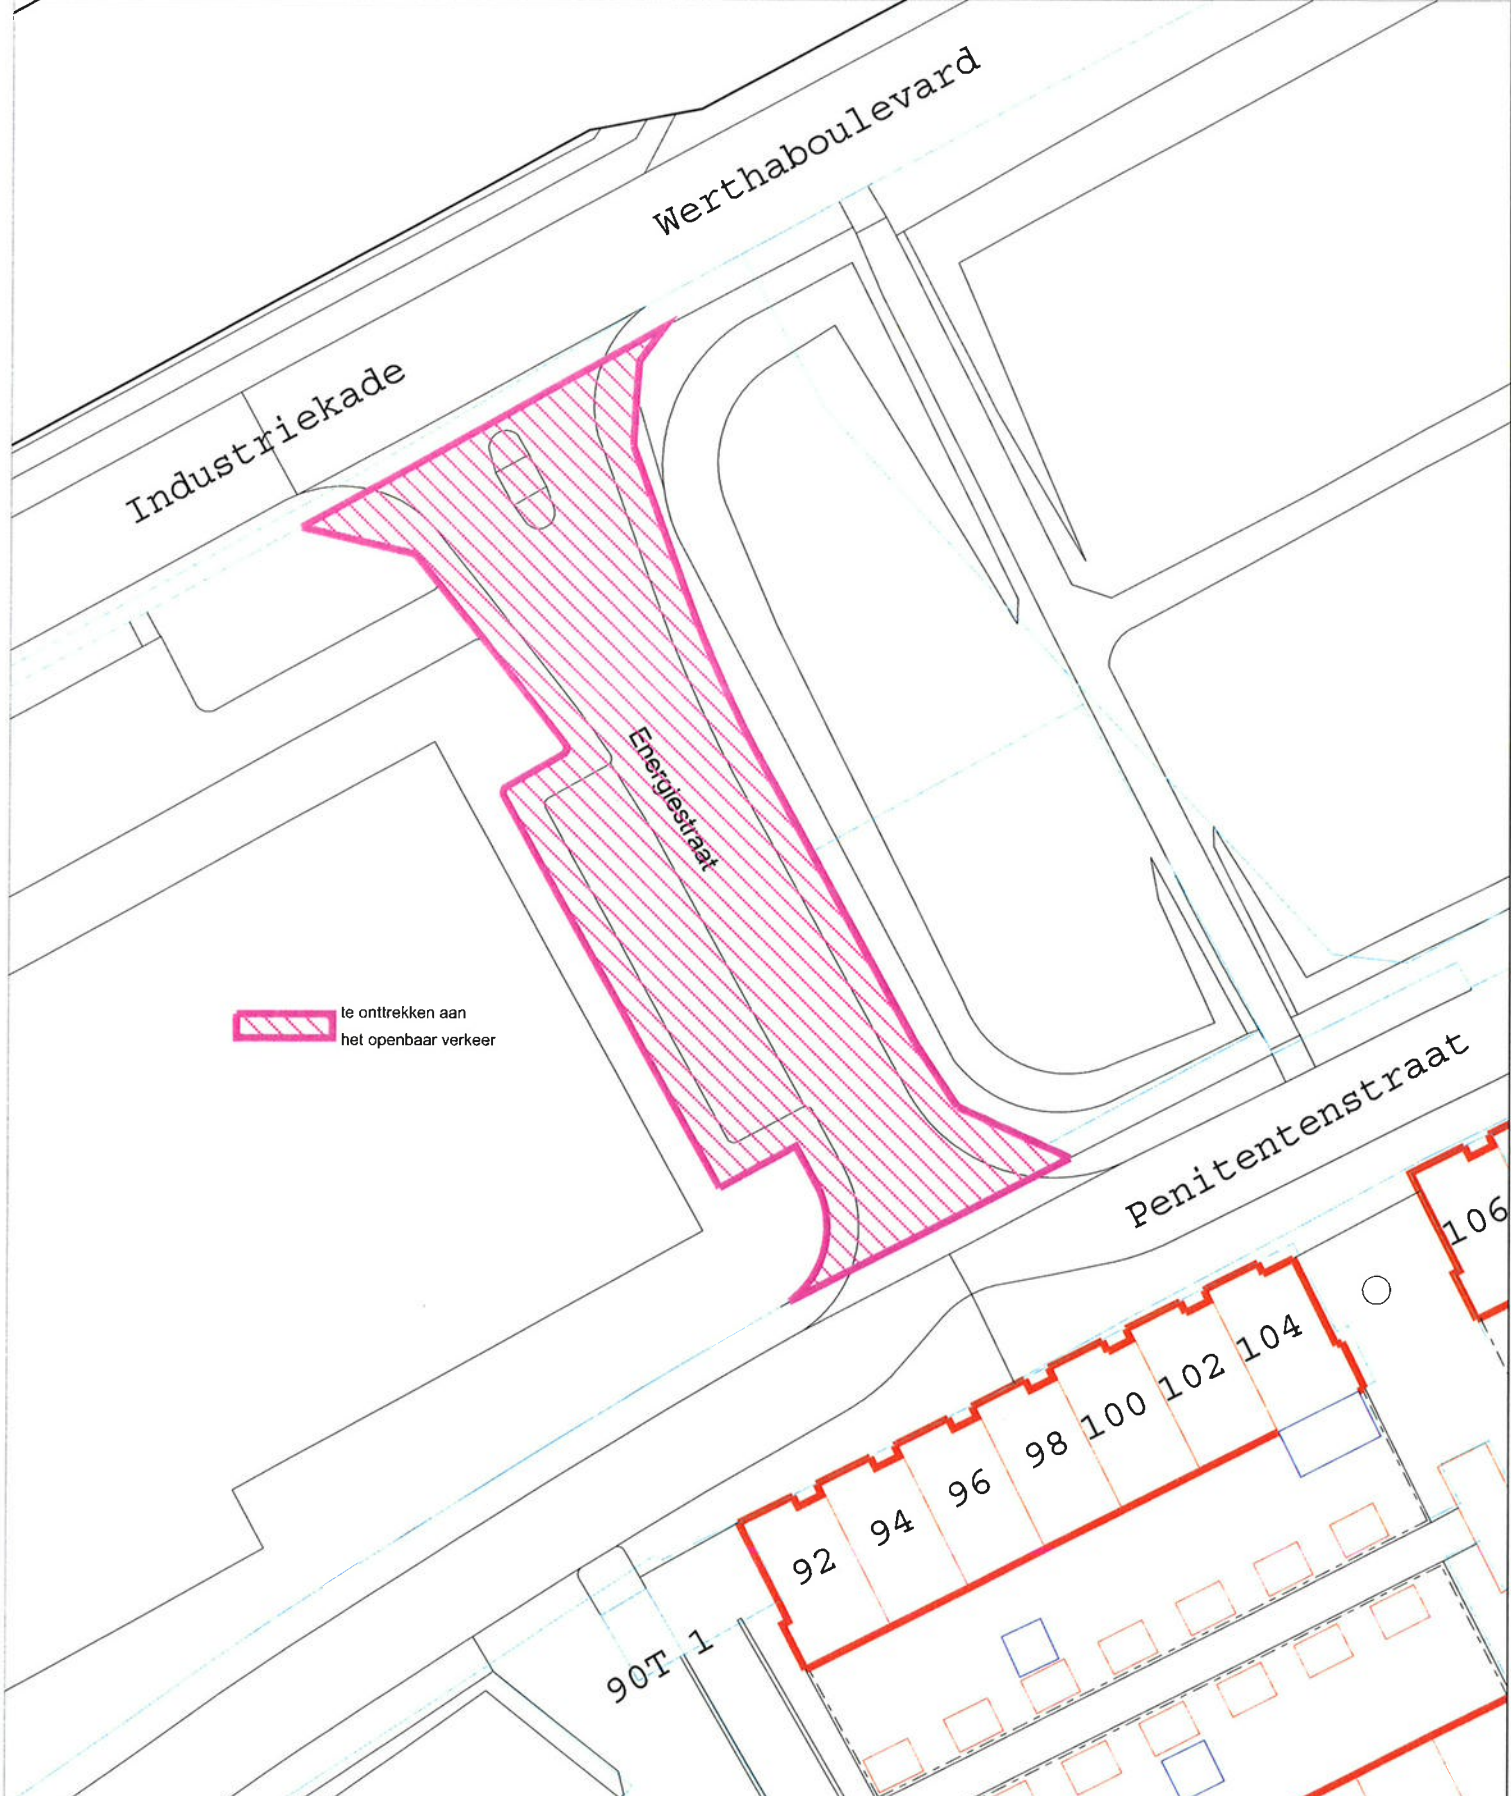 Werthaboulevard
Industriekade
Energiestraat
te onttrekken aan
het openbaar verkeer
Penitentenstraat
106
104
102
100
98
96
94
92
90T 1